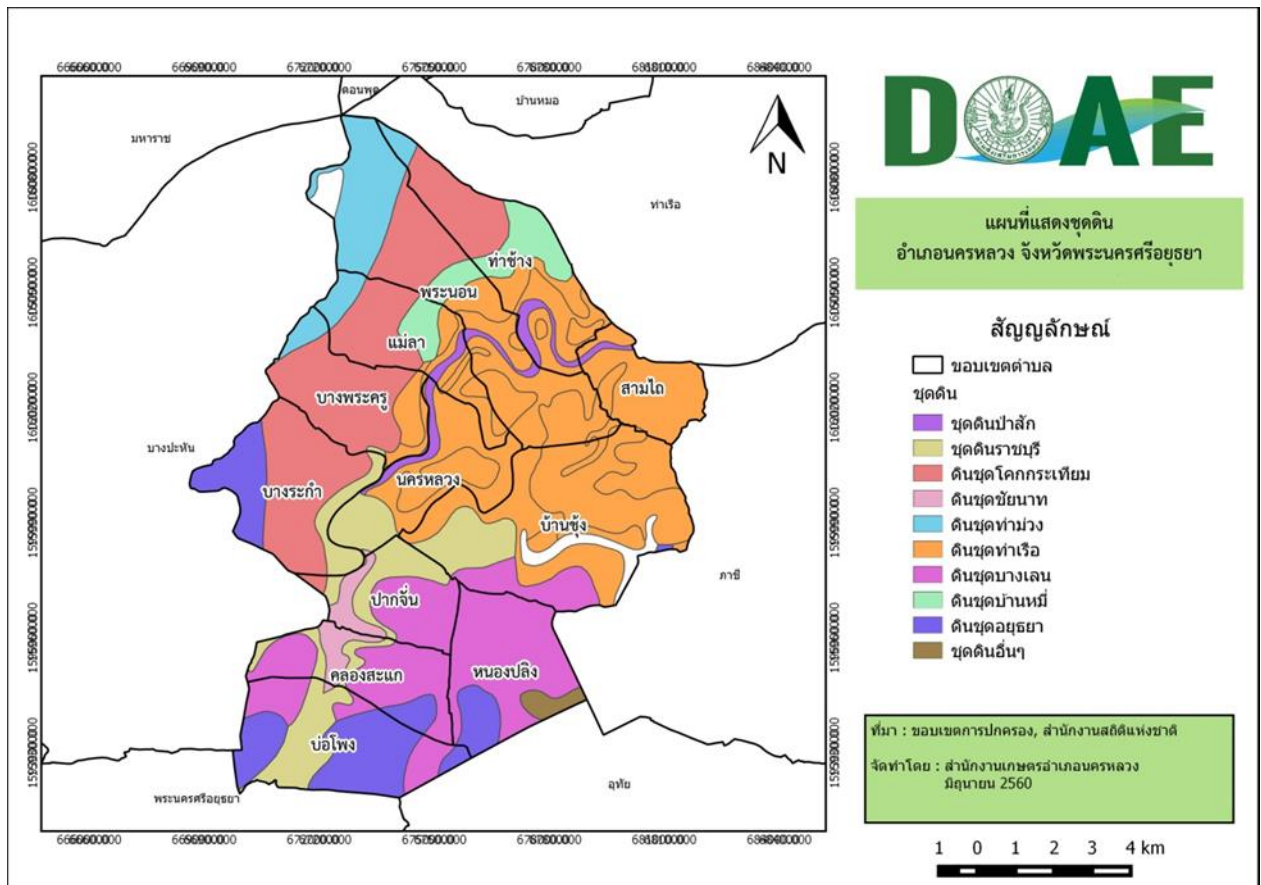 DOAE
แผนที่แสดงชุดดิน
อำเภอนครหลวง จังหวัดพระนครศรีอยุธยา
สัญญลักษณ์
ขอบเขตตำบล
ชุดดิน
ชุดดินป่าสัก
ชุดดินราชบุรี
ดินชุดโคกกระเทียม
ดินชุดชัยนาท
ดินชุดท่าม่วง
ดินชุดท่าเรือ
ดินชุดบางเลน
ดินชุดบ้านหมี่
ดินชุดอยุธยา
ชุดดินอื่นๆ
ที่มา : ขอบเขตการปกครอง, สำนักงานสถิติแห่งชาติ
จัดทำโดย : สำนักงานเกษตรอำเภอนครหลวง
มิถุนายน 2560
1 0 1 2 3 4 km
N
ดอนพุด
บ้านหมอ
มหาราช
ท่าเรือ
ท่าช้าง
พระนอน
แม่ลา
สามไถ
บางพระครู
บางปะหัน
นครหลวง
บางระกำ
บ้านชุ้ง
ภาชี
ปากจั่น
คลองสะแก
หนองปลิง
บ่อโพง
อุทัย
พระนครศรีอยุธยา